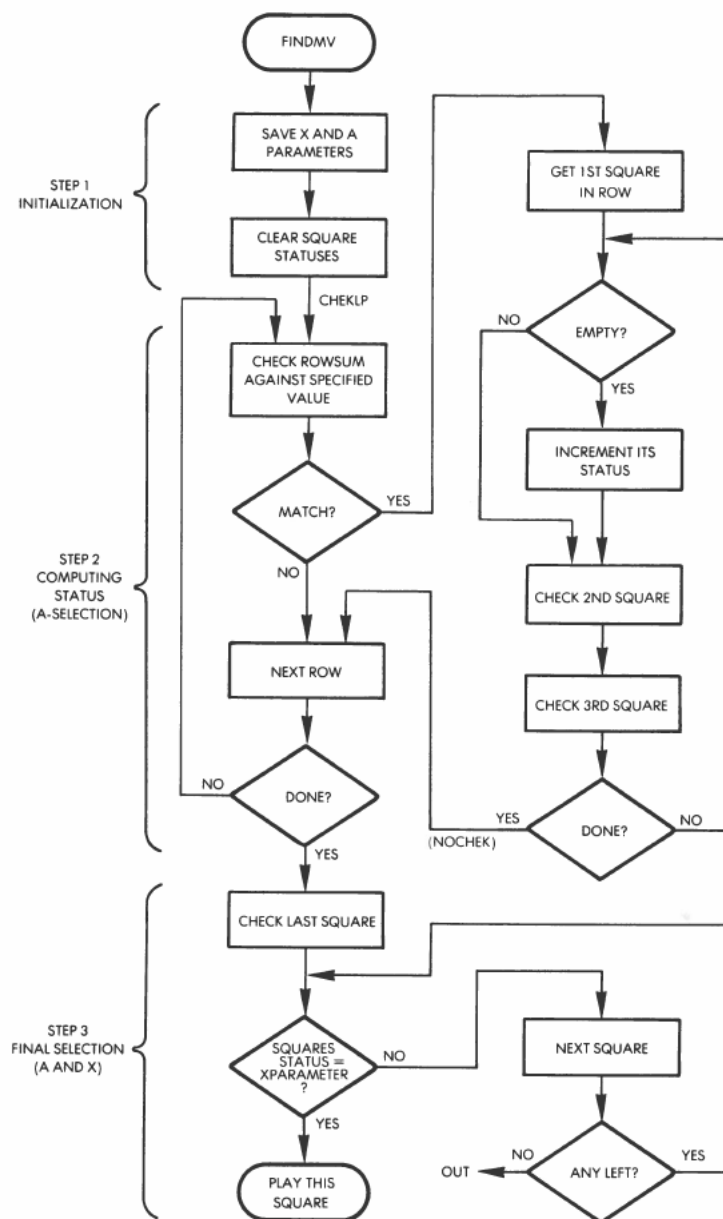 FINDMV
STEP 1
INITIALIZATION
SAVE X AND A
PARAMETERS
CLEAR SQUARE
STATUSES
CHEKLP
STEP 2
COMPUTING
STATUS
(A-SELECTION)
CHECK ROWSUM
AGAINST SPECIFIED
VALUE
MATCH?
YES
NO
NEXT ROW
DONE?
NO
YES
GET 1ST SQUARE
IN ROW
EMPTY?
NO
YES
INCREMENT ITS
STATUS
CHECK 2ND SQUARE
CHECK 3RD SQUARE
DONE?
YES
(NOCHEK)
NO
STEP 3
FINAL SELECTION
(A AND X)
CHECK LAST SQUARE
SQUARES
STATUS =
XPARAMETER
?
NO
YES
PLAY THIS
SQUARE
NEXT SQUARE
ANY LEFT?
NO
OUT
YES